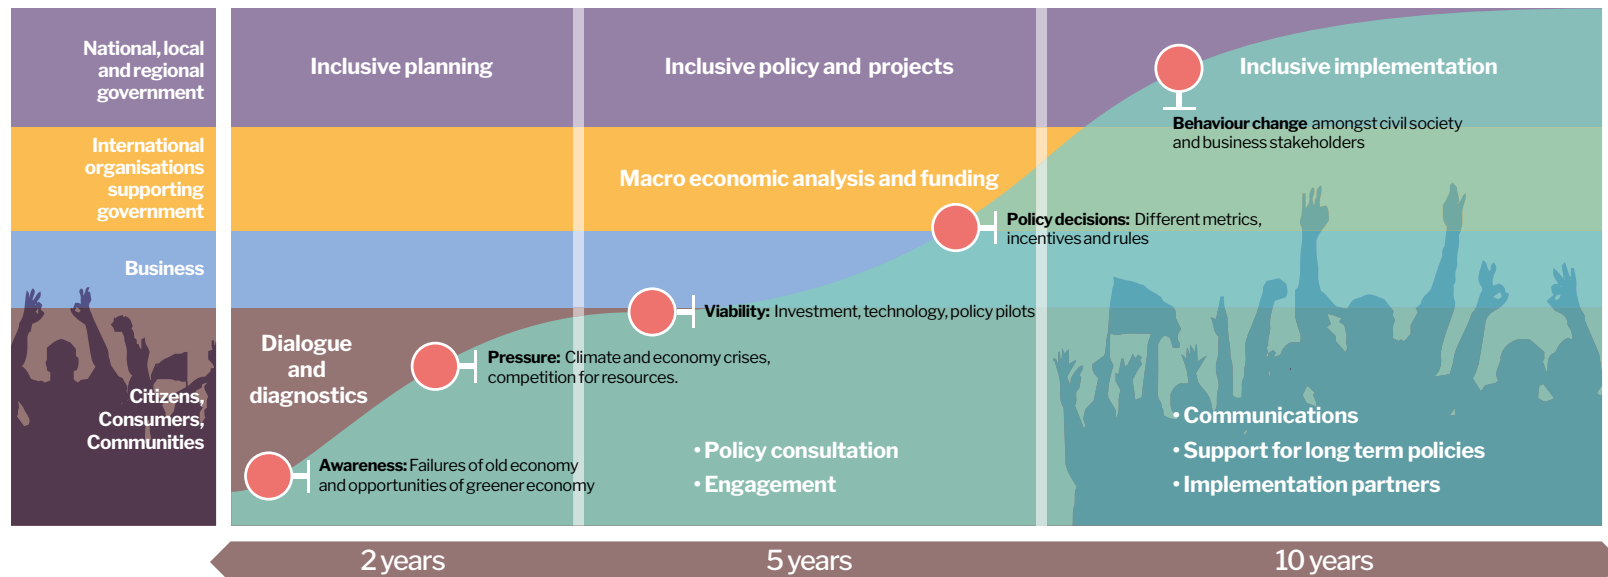 National, local
and regional
government
International
organisations
supporting
government
Business
Citizens,
Consumers,
Communities
Inclusive planning
Inclusive policy and projects
Inclusive implementation
Behaviour change amongst civil society
and business stakeholders
Macro economic analysis and funding
Policy decisions: Different metrics,
incentives and rules
Viability: Investment, technology, policy pilots
Dialogue
and
diagnostics
Pressure: Climate and economy crises,
competition for resources.
Awareness: Failures of old economy
and opportunities of greener economy
• Policy consultation
• Engagement
• Communications
• Support for long term policies
• Implementation partners
2 years
5 years
10 years